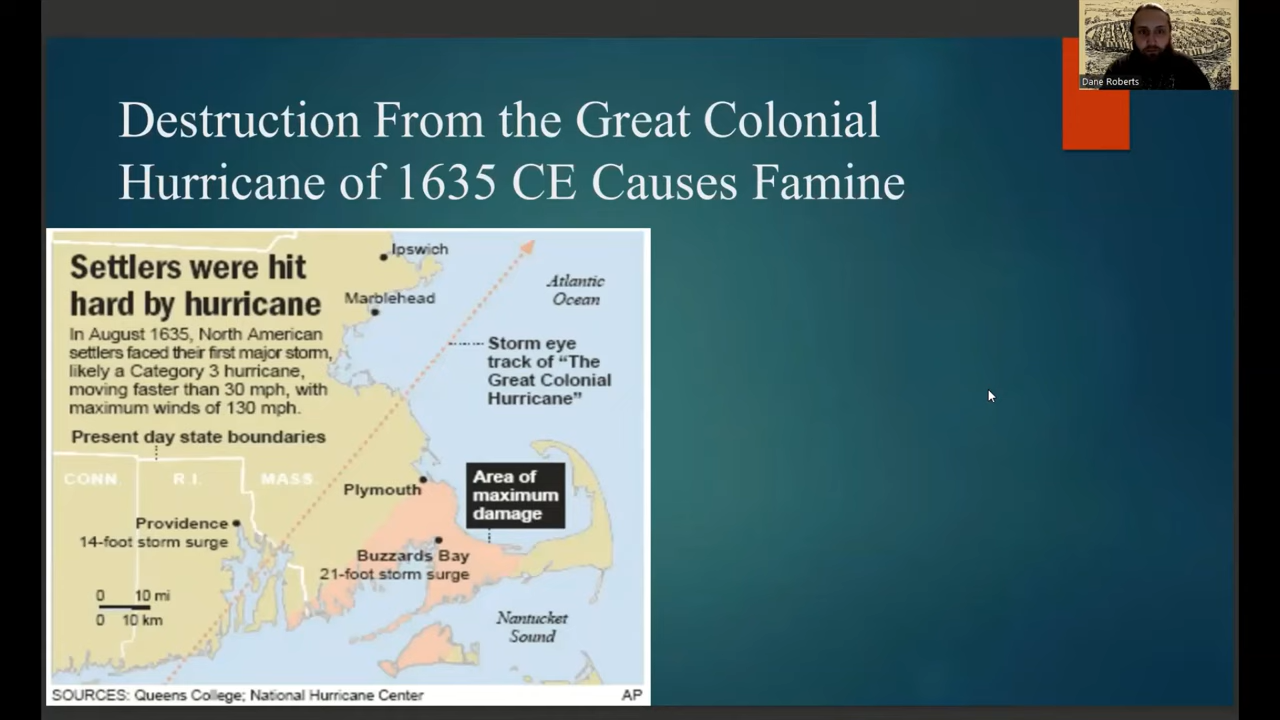 Dane Roberts
Destruction From the Great Colonial
Hurricane of 1635 CE Causes Famine
Settlers were hit
hard by hurricane
In August 1635, North American
settlers faced their first major storm,
likely a Category 3 hurricane,
moving faster than 30 mph, with
maximum winds of 130 mph.
Present day state boundaries
Ipswich
Marblehead
Atlantic
Ocean
Storm eye
track of “The
Great Colonial
Hurricane”
CONN.
R.I.
MASS.
Plymouth
Area of
maximum
damage
Providence
14-foot storm surge
Buzzards Bay
21-foot storm surge
0 10 mi
0 10 km
Nantucket
Sound
SOURCES: Queens College; National Hurricane Center
AP